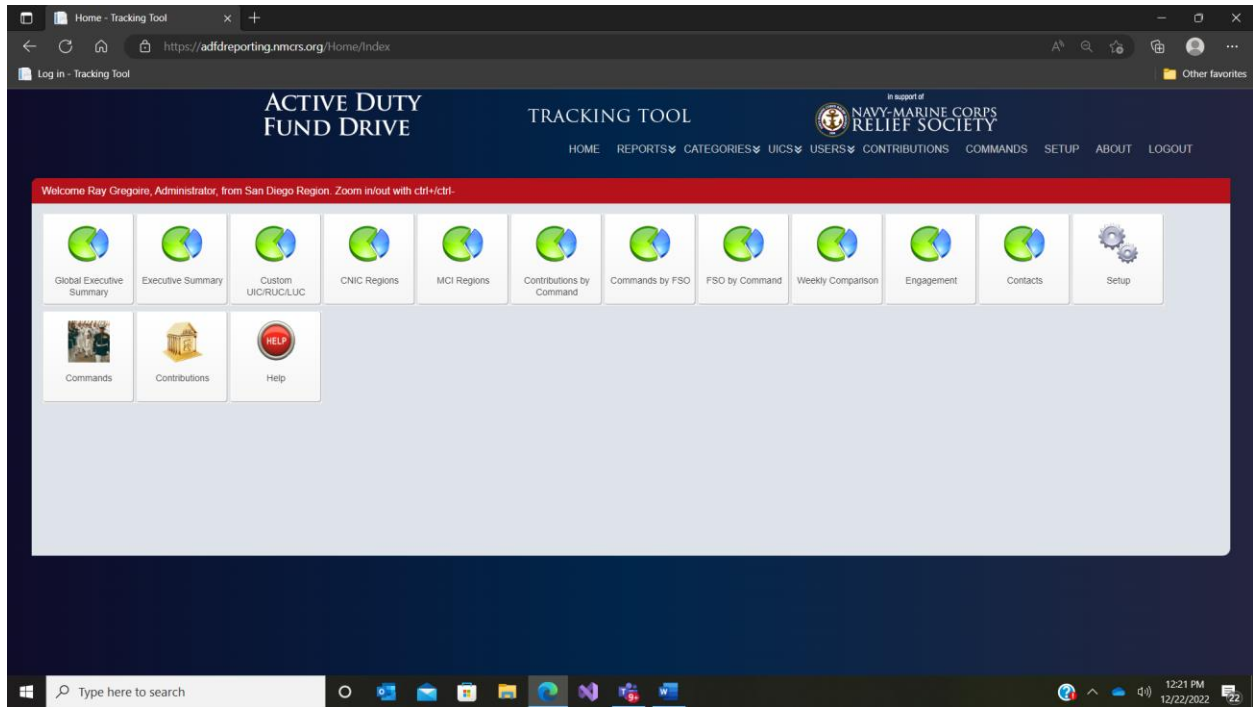 Home - Tracking Tool
https://adfdreporting.nmcrs.org/Home/Index
Log in - Tracking Tool
Other favorites
ACTIVE DUTY
FUND DRIVE
TRACKING TOOL
in support of
NAVY-MARINE CORPS
RELIEF SOCIETY
HOME REPORTS CATEGORIES UICS USERS CONTRIBUTIONS COMMANDS SETUP ABOUT LOGOUT
Welcome Ray Gregoire, Administrator, from San Diego Region. Zoom in/out with ctrl+/ctrl-
Global Executive
Summary
Executive Summary
Custom
UIC/RUC/LUC
CNIC Regions
MCI Regions
Contributions by
Command
Commands by FSO
FSO by Command
Weekly Comparison
Engagement
Contacts
Setup
Commands
Contributions
HELP
Help
Type here to search
9+
12:21 PM
12/22/2022
22